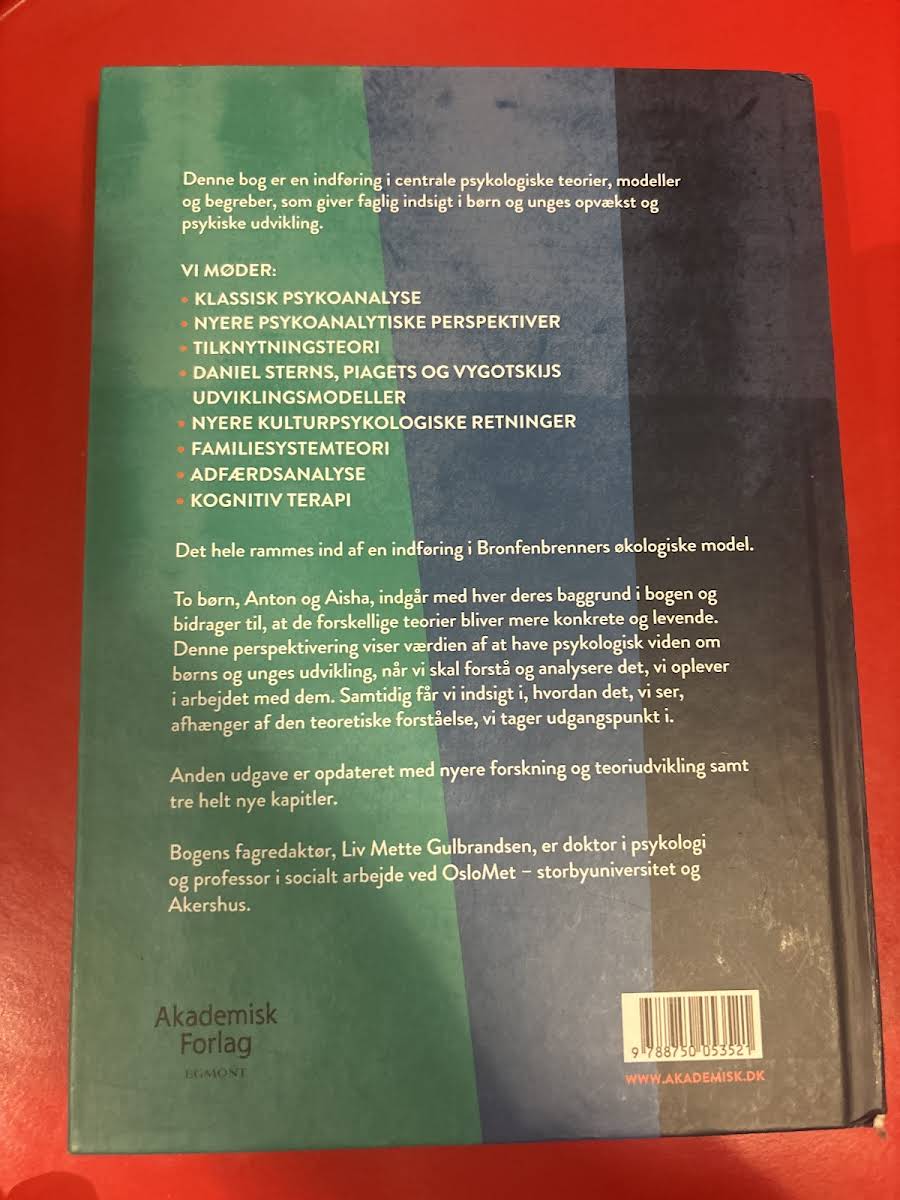 Denne bog er en indføring i centrale psykologiske teorier, modeller
og begreber, som giver faglig indsigt i børn og unges opvækst og
psykiske udvikling.
VI MØDER:
• KLASSISK PSYKOANALYSE
• NYERE PSYKOANALYTISKE PERSPEKTIVER
• TILKNYTNINGSTEORI
• DANIEL STERNS, PIAGETS OG VYGOTSKIJS
UDVIKLINGSMODELLER
• NYERE KULTURPSYKOLOGISKE RETNINGER
• FAMILIESYSTEMTEORI
• ADFÆRDSANALYSE
• KOGNITIV TERAPI
Det hele rammes ind af en indføring i Bronfenbrenners økologiske model.
To børn, Anton og Aisha, indgår med hver deres baggrund i bogen og
bidrager til, at de forskellige teorier bliver mere konkrete og levende.
Denne perspektivering viser værdien af at have psykologisk viden om
børns og unges udvikling, når vi skal forstå og analysere det, vi oplever
i arbejdet med dem. Samtidig får vi indsigt i, hvordan det, vi ser,
afhænger af den teoretiske forståelse, vi tager udgangspunkt i.
Anden udgave er opdateret med nyere forskning og teoriudvikling samt
tre helt nye kapitler.
Bogens fagredaktør, Liv Mette Gulbrandsen, er doktor i psykologi
og professor i socialt arbejde ved OsloMet – storbyuniversitet og
Akershus.
Akademisk
Forlag
EGMONT
9 788750 053521
WWW.AKADEMISK.DK